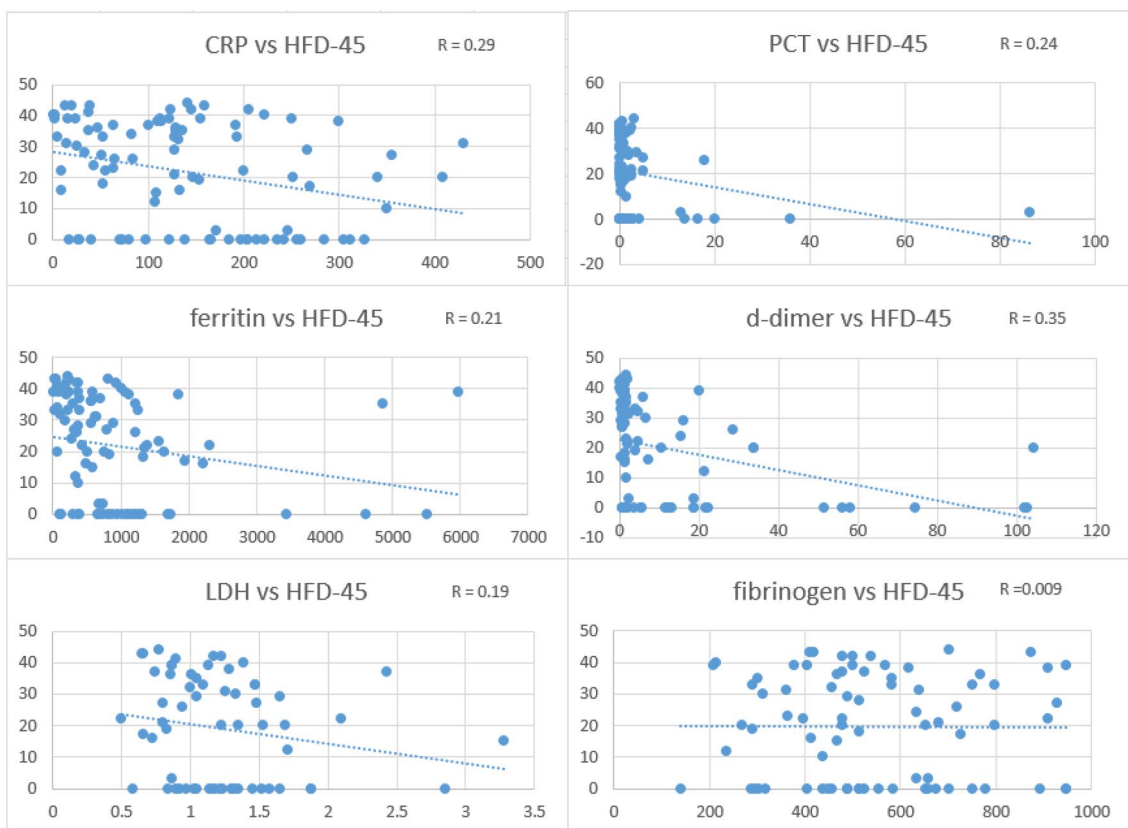 CRP vs HFD-45
R = 0.29
50
40
30
20
10
0
0 100 200 300 400 500
PCT vs HFD-45
R = 0.24
60
40
20
0
-20
0 20 40 60 80 100
ferritin vs HFD-45
R = 0.21
50
40
30
20
10
0
0 1000 2000 3000 4000 5000 6000 7000
d-dimer vs HFD-45
R = 0.35
50
40
30
20
10
0
-10
0 20 40 60 80 100 120
LDH vs HFD-45
R = 0.19
50
40
30
20
10
0
0 0.5 1 1.5 2 2.5 3 3.5
fibrinogen vs HFD-45
R =0.009
50
40
30
20
10
0
0 200 400 600 800 1000